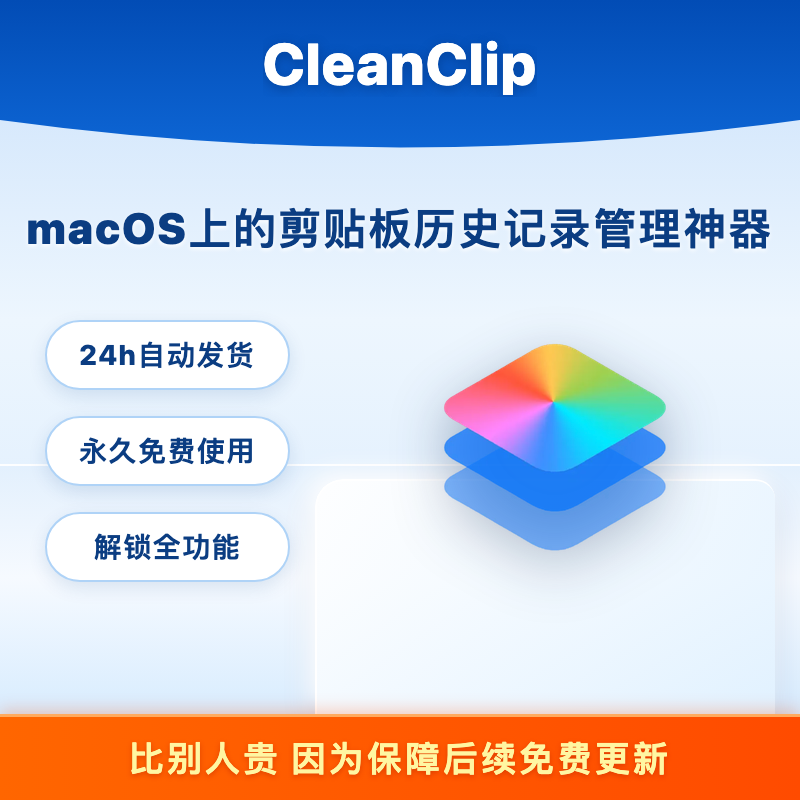 CleanClip
macOS上的剪贴板历史记录管理神器
24h自动发货
永久免费使用
解锁全功能
比别人贵 因为保障后续免费更新